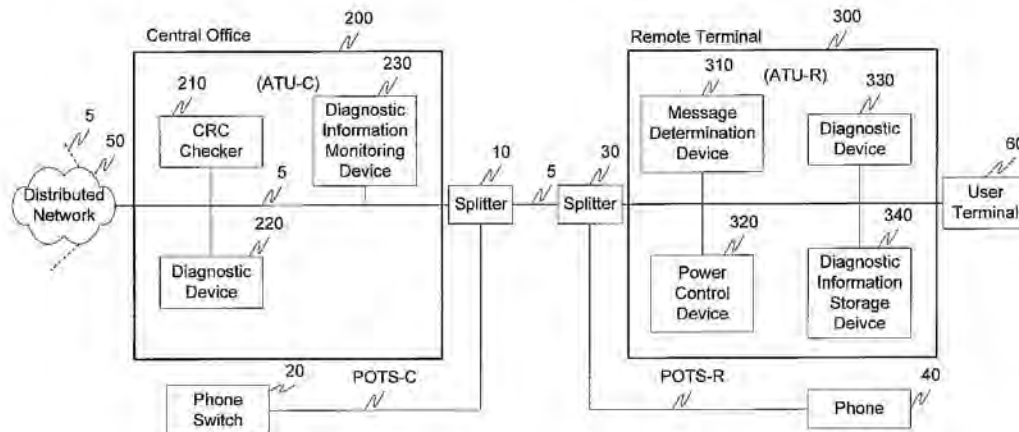 Central Office
200
Remote Terminal
300
(ATU-C)
210
CRC
Checker
230
Diagnostic
Information
Monitoring
Device
5
220
Diagnostic
Device
5
50
Distributed
Network
10
Splitter
5
30
Splitter
(ATU-R)
310
Message
Determination
Device
330
Diagnostic
Device
320
Power
Control
Device
340
Diagnostic
Information
Storage
Deivce
60
User
Terminal
20
Phone
Switch
POTS-C
POTS-R
40
Phone